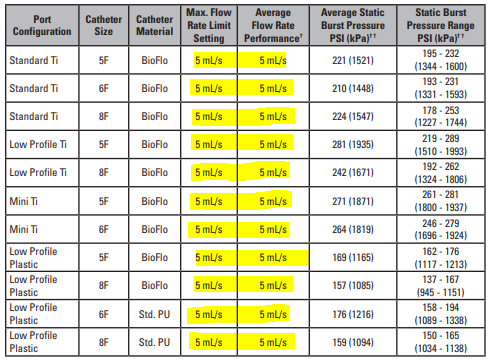 Port Configuration | Catheter Size | Catheter Material | Max. Flow Rate Limit Setting | Average Flow Rate Performance† | Average Static Burst Pressure PSI (kPa)†† | Static Burst Pressure Range PSI (kPa)††
Standard Ti | 5F | BioFlo | 5 mL/s | 5 mL/s | 221 (1521) | 195 - 232 (1344 - 1600)
Standard Ti | 6F | BioFlo | 5 mL/s | 5 mL/s | 210 (1448) | 193 - 231 (1331 - 1593)
Standard Ti | 8F | BioFlo | 5 mL/s | 5 mL/s | 224 (1547) | 178 - 253 (1227 - 1744)
Low Profile Ti | 5F | BioFlo | 5 mL/s | 5 mL/s | 281 (1935) | 219 - 289 (1510 - 1993)
Low Profile Ti | 8F | BioFlo | 5 mL/s | 5 mL/s | 242 (1671) | 192 - 262 (1324 - 1806)
Mini Ti | 5F | BioFlo | 5 mL/s | 5 mL/s | 271 (1871) | 261 - 281 (1800 - 1937)
Mini Ti | 6F | BioFlo | 5 mL/s | 5 mL/s | 264 (1819) | 246 - 279 (1696 - 1924)
Low Profile Plastic | 5F | BioFlo | 5 mL/s | 5 mL/s | 169 (1165) | 162 - 176 (1117 - 1213)
Low Profile Plastic | 8F | BioFlo | 5 mL/s | 5 mL/s | 157 (1085) | 137 - 167 (945 - 1151)
Low Profile Plastic | 6F | Std. PU | 5 mL/s | 5 mL/s | 176 (1216) | 158 - 194 (1089 - 1338)
Low Profile Plastic | 8F | Std. PU | 5 mL/s | 5 mL/s | 159 (1094) | 150 - 165 (1034 - 1138)